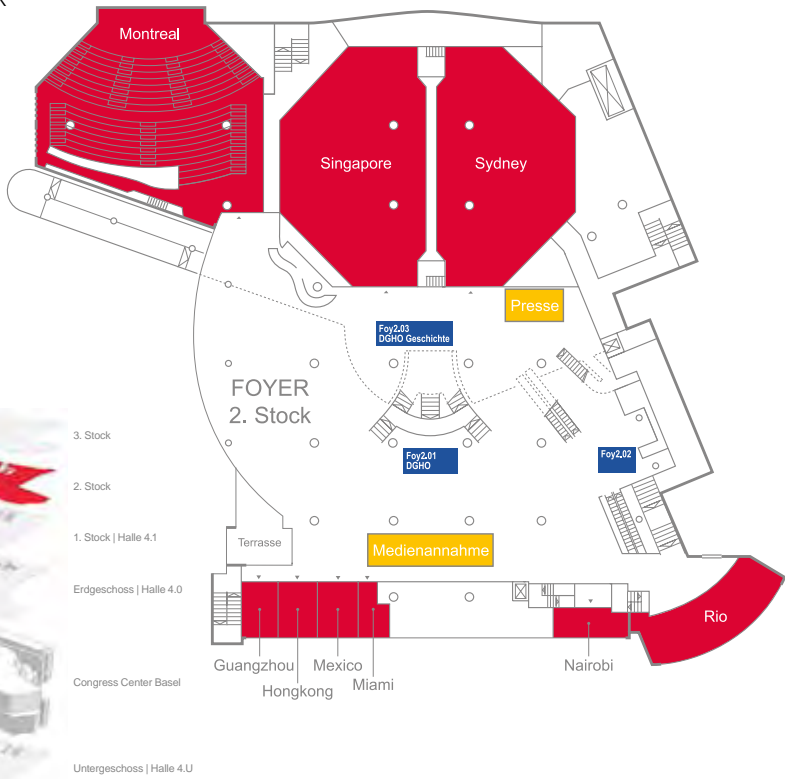 Montreal
Singapore
Sydney
Presse
Foy2.03
DGHO Geschichte
FOYER
2. Stock
3. Stock
Foy2.01
DGHO
Foy2.02
2. Stock
1. Stock | Halle 4.1
Terrasse
Medienannahme
Erdgeschoss | Halle 4.0
Rio
Guangzhou
Mexico
Nairobi
Hongkong
Miami
Congress Center Basel
Untergeschoss | Halle 4.U